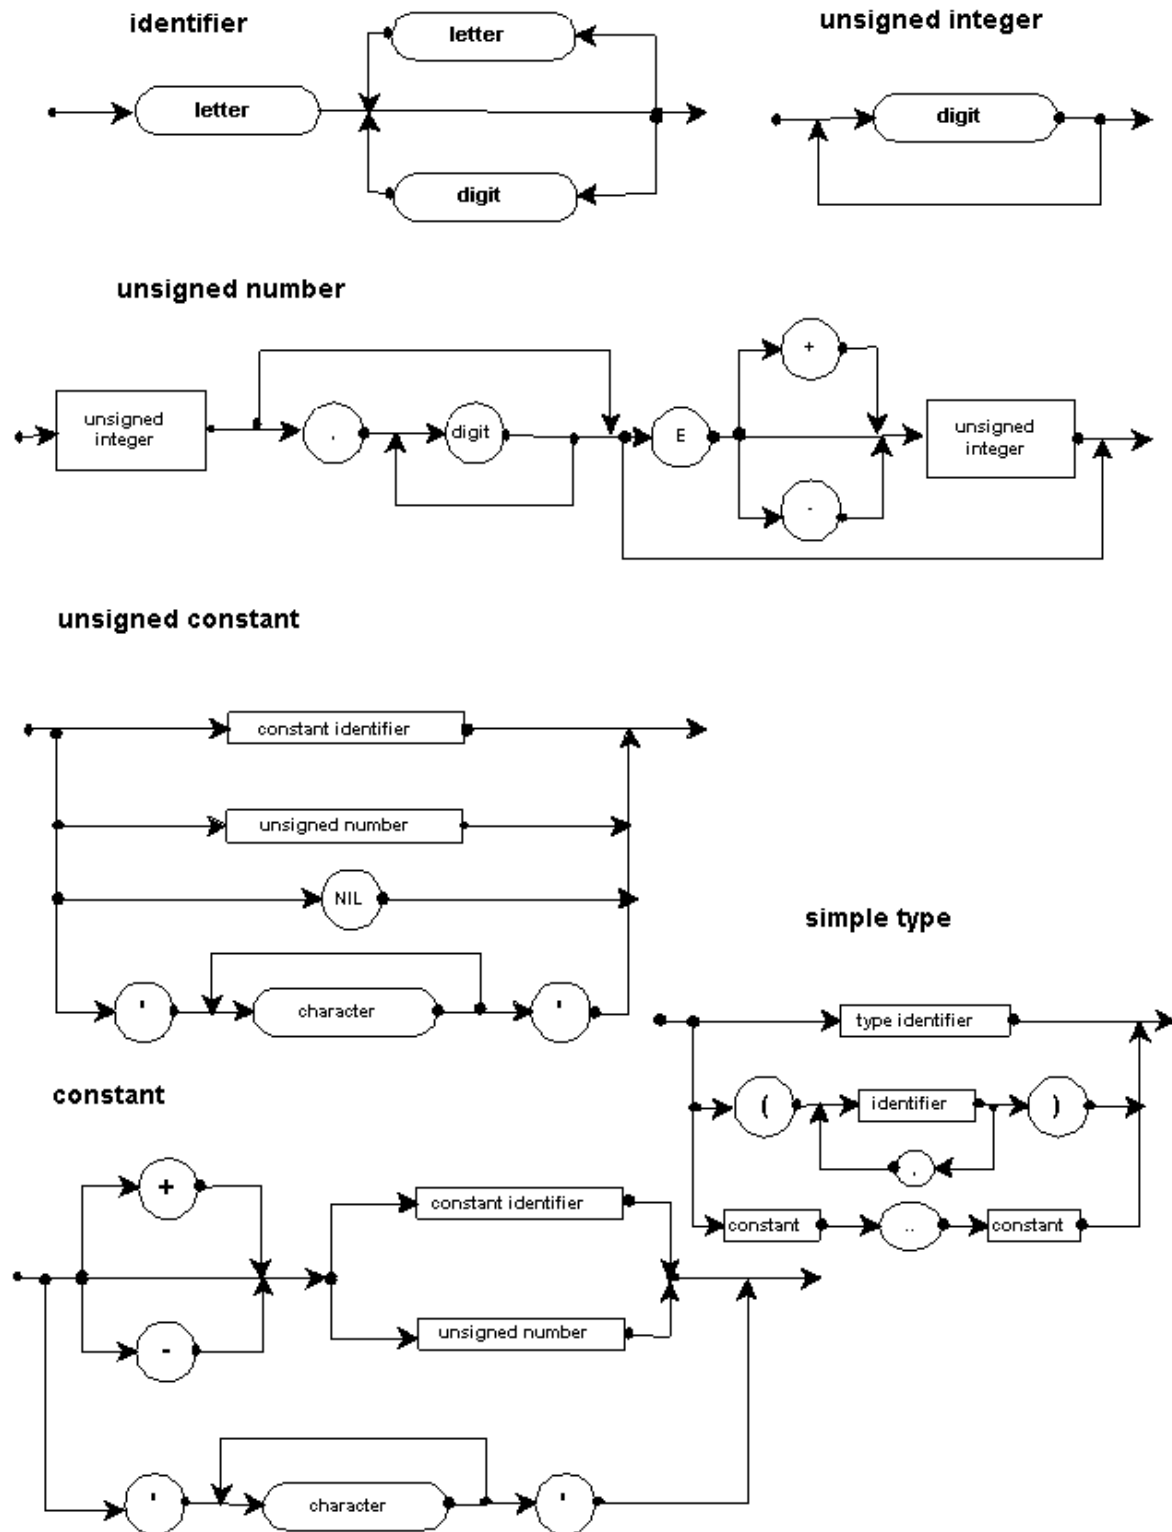 identifier
unsigned integer
letter
letter
digit
digit
unsigned number
+
unsigned
integer
.
digit
E
unsigned
integer
-
unsigned constant
constant identifier
unsigned number
NIL
simple type
' character '
type identifier
constant
( identifier )
,
+
constant identifier
constant .. constant
-
unsigned number
' character '